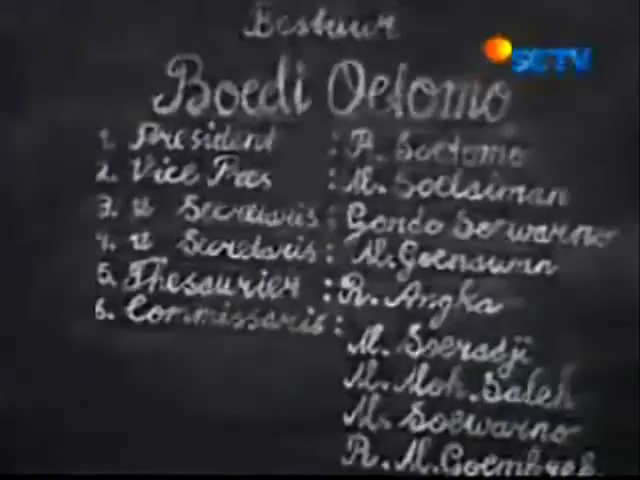 Bestuur
SCTV
Boedi Oetomo
1. President : R. Soetomo
2. Vice Pres : M. Soelaiman
3. 1e Secretaris : Gondo Soewarno
4. 2e Secretaris : M. Goenawan
5. Thesaurier : R. Angka
6. Commissaris :
M. Soeradji
M. Moh. Saleh
M. Soewarno
R. M. Goembrek